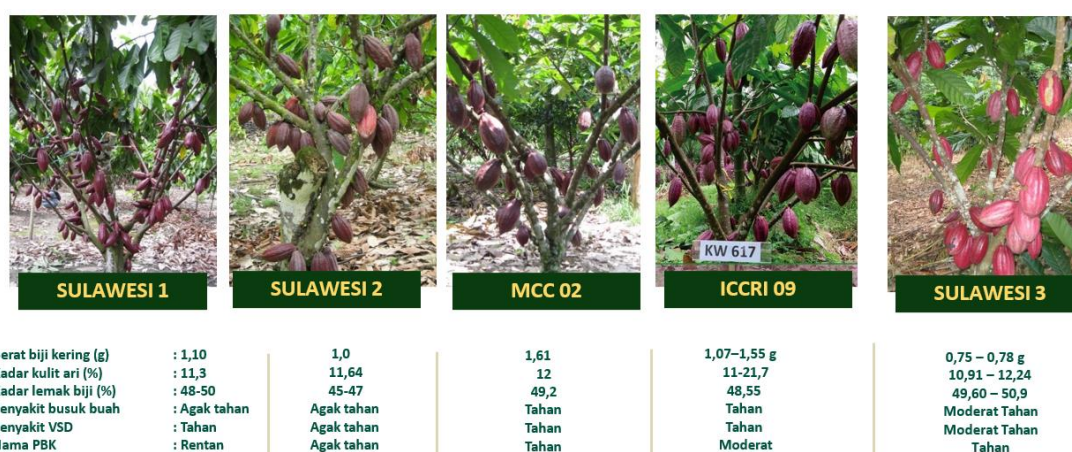 KW 617
SULAWESI 1
SULAWESI 2
MCC 02
ICCRI 09
SULAWESI 3
erat biji kering (g) : 1,10 1,0 1,61 1,07–1,55 g 0,75 – 0,78 g
adar kulit ari (%) : 11,3 11,64 12 11-21,7 10,91 – 12,24
adar lemak biji (%) : 48-50 45-47 49,2 48,55 49,60 – 50,9
enyakit busuk buah : Agak tahan Agak tahan Tahan Tahan Moderat Tahan
enyakit VSD : Tahan Agak tahan Tahan Tahan Moderat Tahan
ama PBK : Rentan Agak tahan Tahan Moderat Tahan